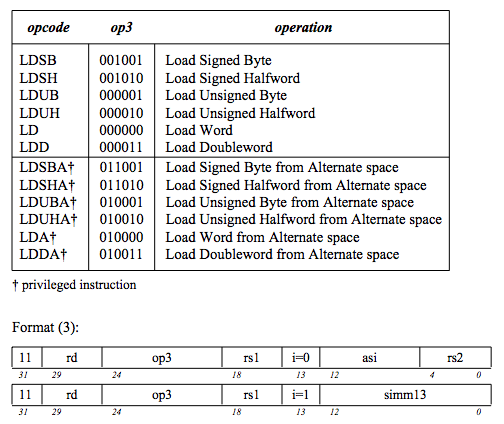 opcode op3 operation
LDSB 001001 Load Signed Byte
LDSH 001010 Load Signed Halfword
LDUB 000001 Load Unsigned Byte
LDUH 000010 Load Unsigned Halfword
LD 000000 Load Word
LDD 000011 Load Doubleword
LDSBA† 011001 Load Signed Byte from Alternate space
LDSHA† 011010 Load Signed Halfword from Alternate space
LDUBA† 010001 Load Unsigned Byte from Alternate space
LDUHA† 010010 Load Unsigned Halfword from Alternate space
LDA† 010000 Load Word from Alternate space
LDDA† 010011 Load Doubleword from Alternate space
† privileged instruction
Format (3):
11 rd op3 rs1 i=0 asi rs2
31 29 24 18 13 12 4 0
11 rd op3 rs1 i=1 simm13
31 29 24 18 13 12 0